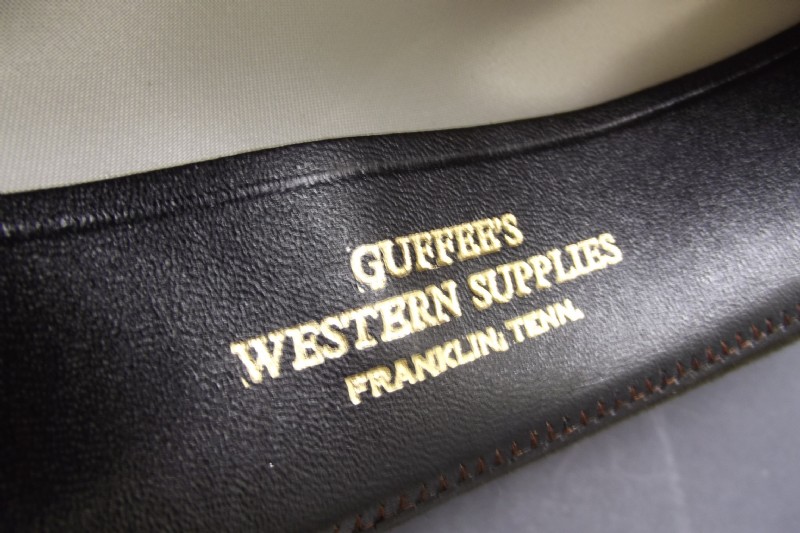 GUFFEE'S
WESTERN SUPPLIES
FRANKLIN, TENN.